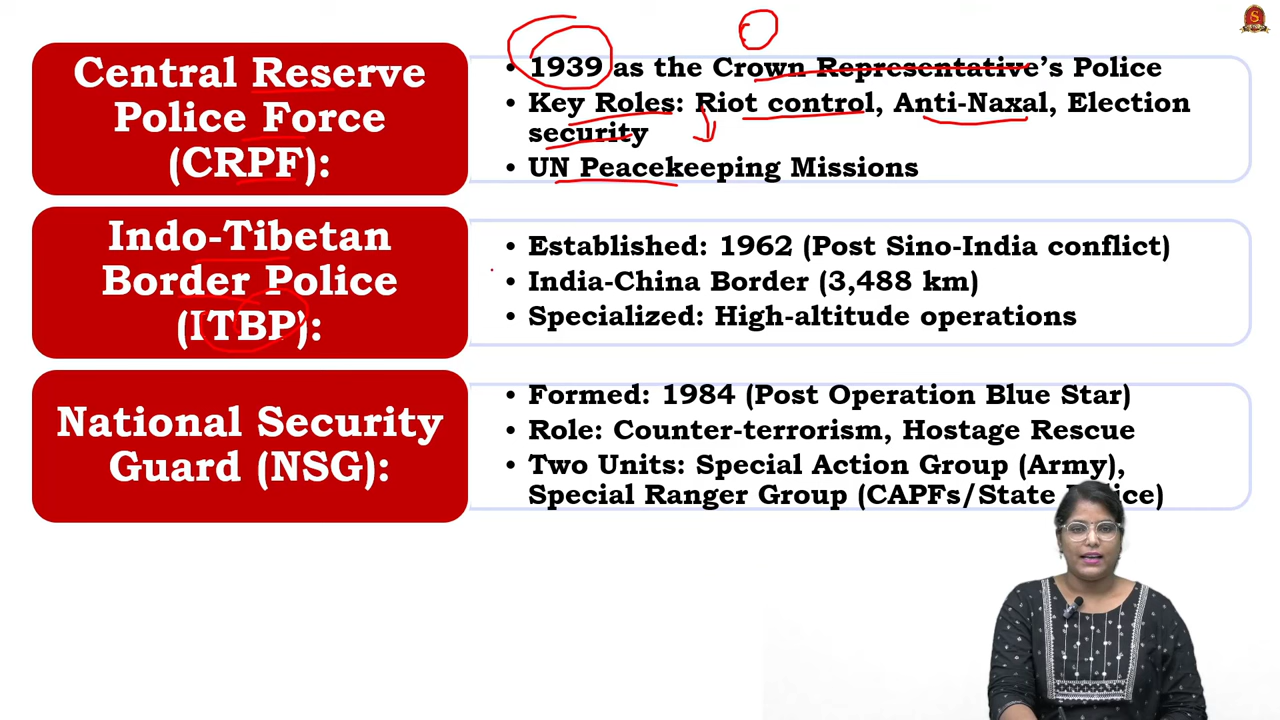 Central Reserve
Police Force
(CRPF):
• 1939 as the Crown Representative's Police
• Key Roles: Riot control, Anti-Naxal, Election
security
• UN Peacekeeping Missions
Indo-Tibetan
Border Police
(ITBP):
• Established: 1962 (Post Sino-India conflict)
• India-China Border (3,488 km)
• Specialized: High-altitude operations
National Security
Guard (NSG):
• Formed: 1984 (Post Operation Blue Star)
• Role: Counter-terrorism, Hostage Rescue
• Two Units: Special Action Group (Army),
Special Ranger Group (CAPFs/State Police)